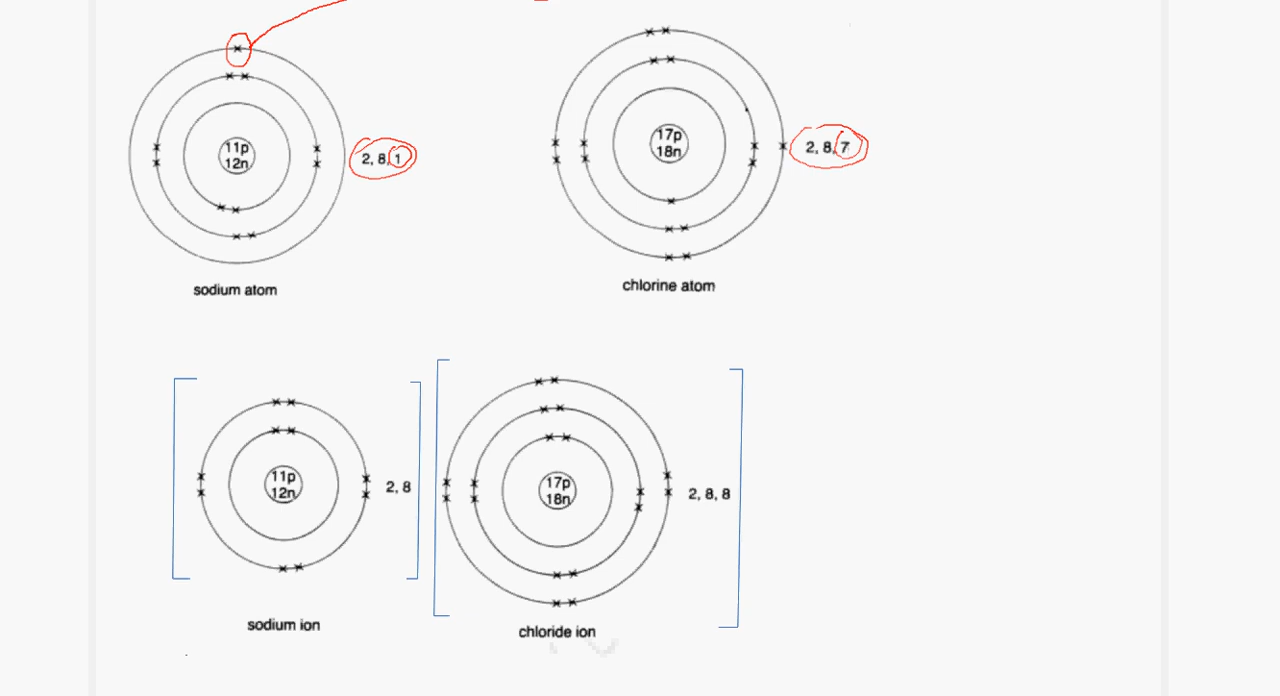 11p
12n
2, 8, 1
sodium atom
17p
18n
2, 8, 7
chlorine atom
11p
12n
2, 8
sodium ion
17p
18n
2, 8, 8
chloride ion